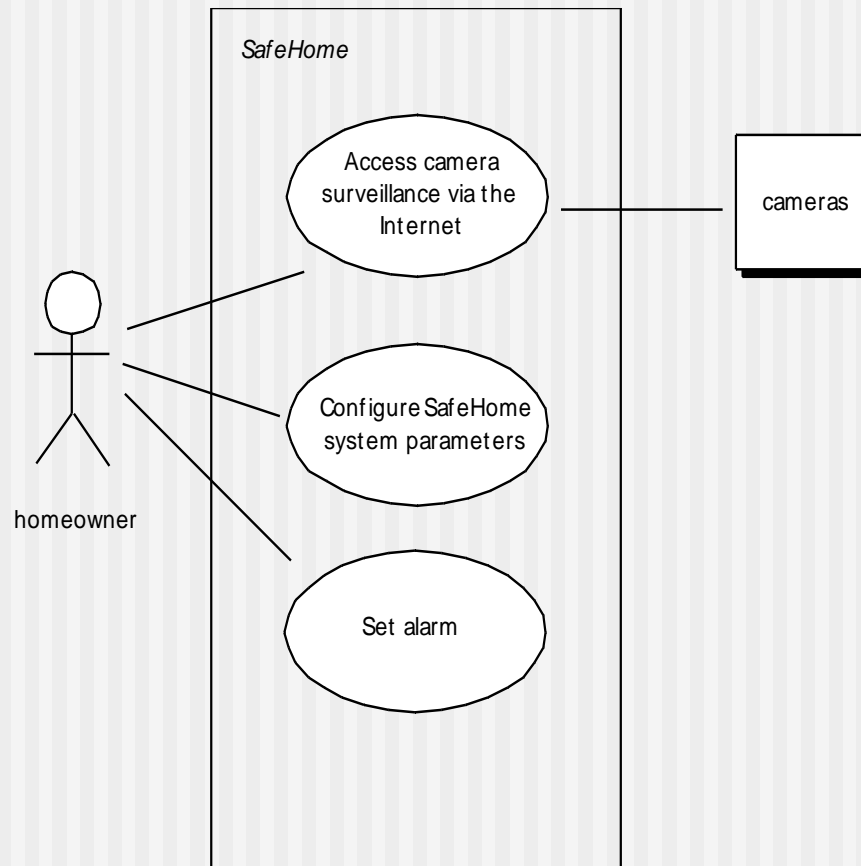 SafeHome
Access camera
surveillance via the
Internet
cameras
Configure SafeHome
system parameters
homeowner
Set alarm